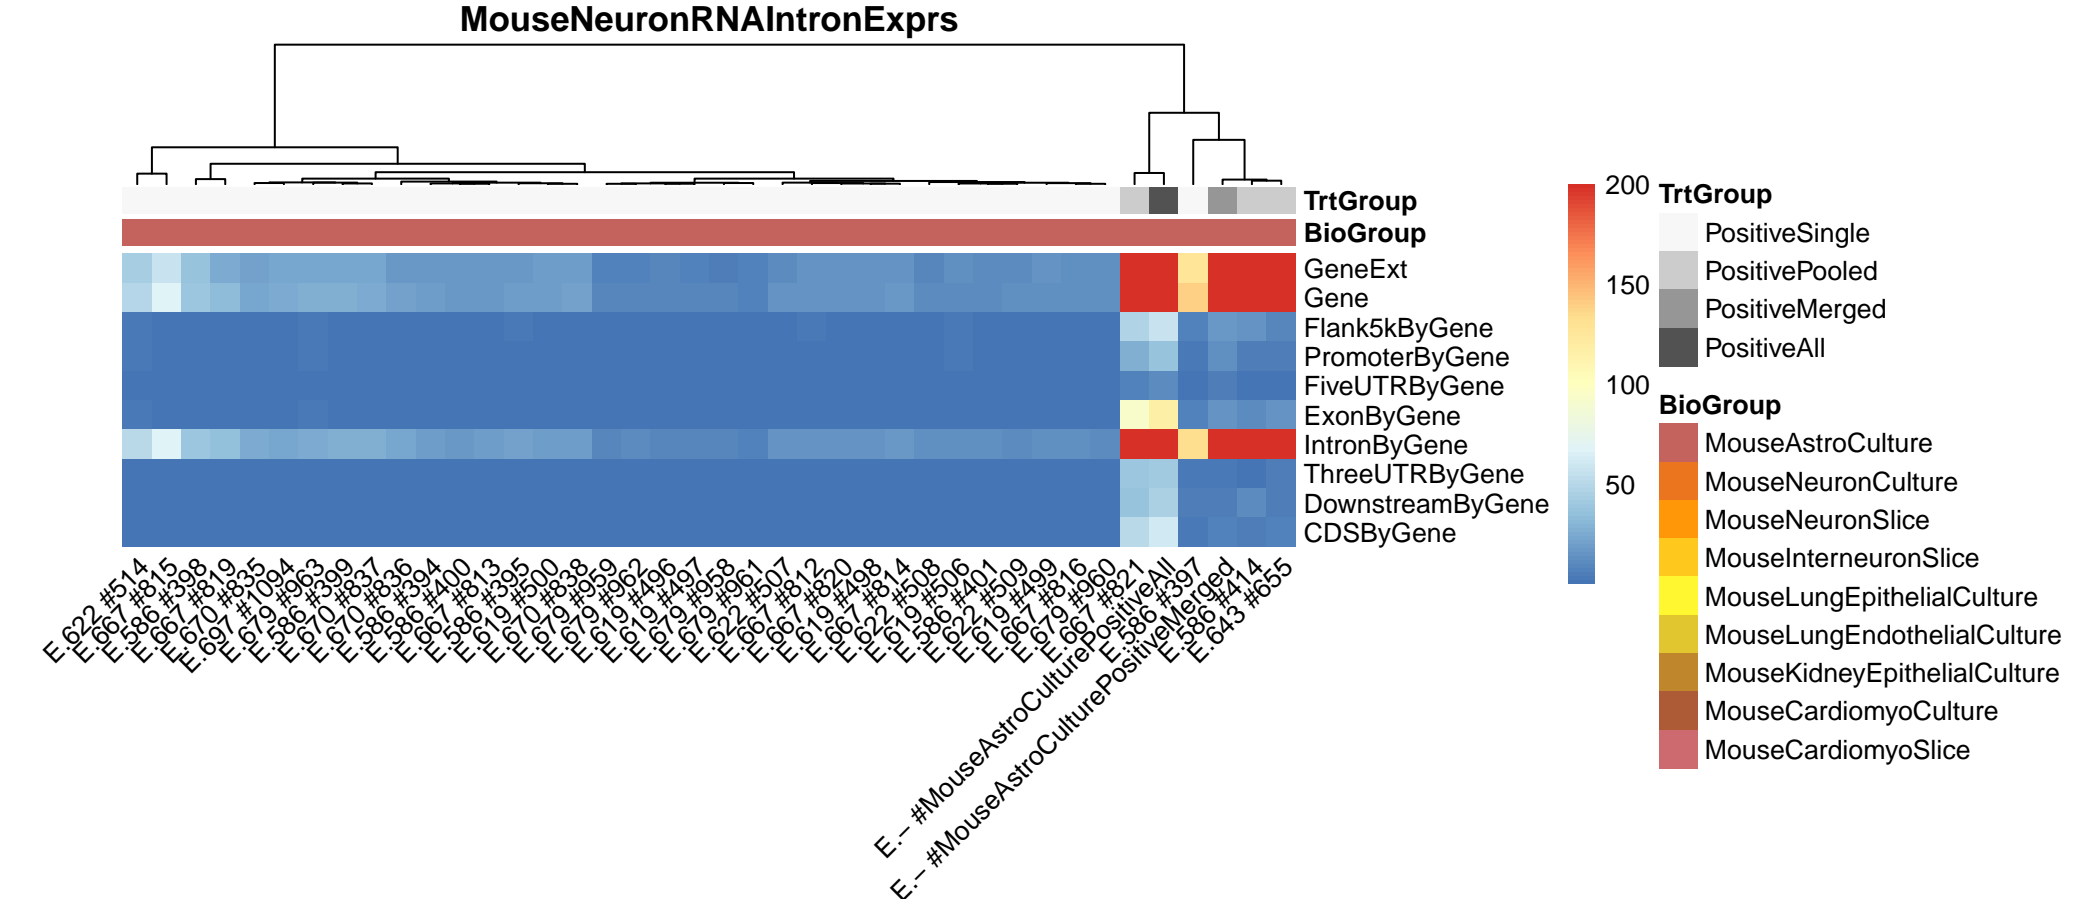 MouseNeuronRNAIntronExprs
TrtGroup
BioGroup
GeneExt
Gene
Flank5kByGene
PromoterByGene
FiveUTRByGene
ExonByGene
IntronByGene
ThreeUTRByGene
DownstreamByGene
CDSByGene
E.622 #514
E.667 #815
E.586 #398
E.667 #819
E.670 #835
E.697 #1094
E.679 #963
E.586 #399
E.670 #837
E.670 #836
E.586 #394
E.586 #400
E.667 #813
E.586 #395
E.619 #500
E.670 #838
E.679 #959
E.679 #962
E.619 #496
E.619 #497
E.679 #958
E.679 #961
E.622 #507
E.667 #812
E.667 #820
E.619 #498
E.667 #814
E.622 #508
E.619 #506
E.586 #401
E.622 #509
E.619 #499
E.667 #816
E.679 #960
E.667 #821
E.– #MouseAstroCulturePositiveAll
E.586 #397
E.– #MouseAstroCulturePositiveMerged
E.586 #414
E.643 #655
200
150
100
50
TrtGroup
PositiveSingle
PositivePooled
PositiveMerged
PositiveAll
BioGroup
MouseAstroCulture
MouseNeuronCulture
MouseNeuronSlice
MouseInterneuronSlice
MouseLungEpithelialCulture
MouseLungEndothelialCulture
MouseKidneyEpithelialCulture
MouseCardiomyoCulture
MouseCardiomyoSlice